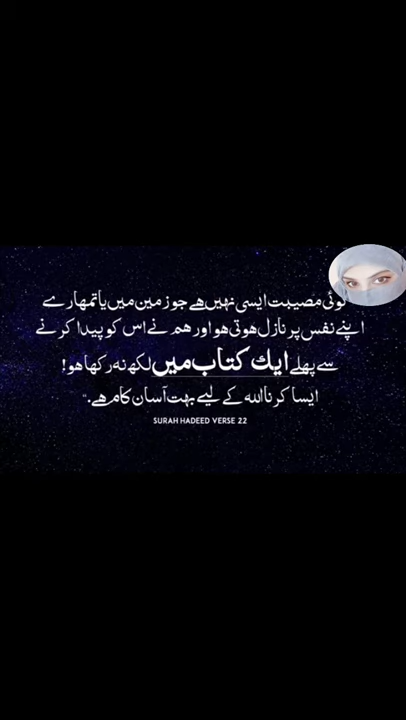 کوئی مصیبت ایسی نہیں ہے جو زمین میں یا تمہارے
اپنے نفس پر نازل ہوتی ہو اور ہم نے اس کو پیدا کرنے
سے پہلے ایك کتاب میں لکھ نہ رکھا ہو!
ایسا کرنا اللہ کے لیے بہت آسان کام ہے۔"
SURAH HADEED VERSE 22